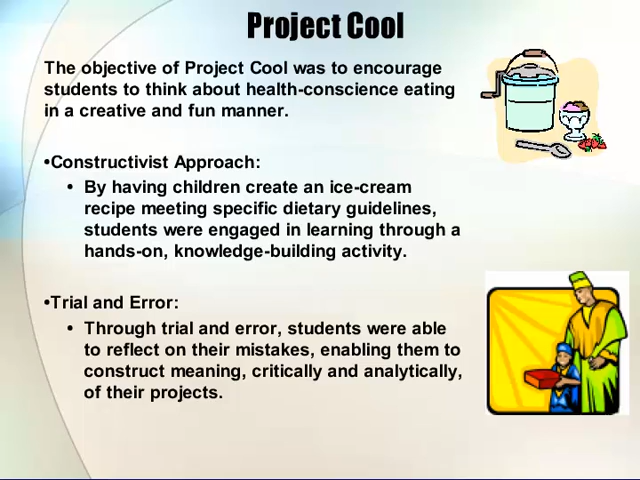 Project Cool
The objective of Project Cool was to encourage
students to think about health-conscience eating
in a creative and fun manner.
•Constructivist Approach:
• By having children create an ice-cream
recipe meeting specific dietary guidelines,
students were engaged in learning through a
hands-on, knowledge-building activity.
•Trial and Error:
• Through trial and error, students were able
to reflect on their mistakes, enabling them to
construct meaning, critically and analytically,
of their projects.